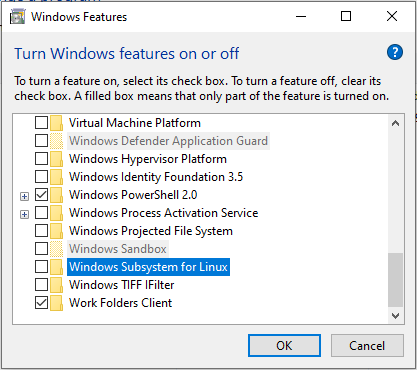 Windows Features
Turn Windows features on or off
To turn a feature on, select its check box. To turn a feature off, clear its
check box. A filled box means that only part of the feature is turned on.
Virtual Machine Platform
Windows Defender Application Guard
Windows Hypervisor Platform
Windows Identity Foundation 3.5
Windows PowerShell 2.0
Windows Process Activation Service
Windows Projected File System
Windows Sandbox
Windows Subsystem for Linux
Windows TIFF IFilter
Work Folders Client
OK
Cancel